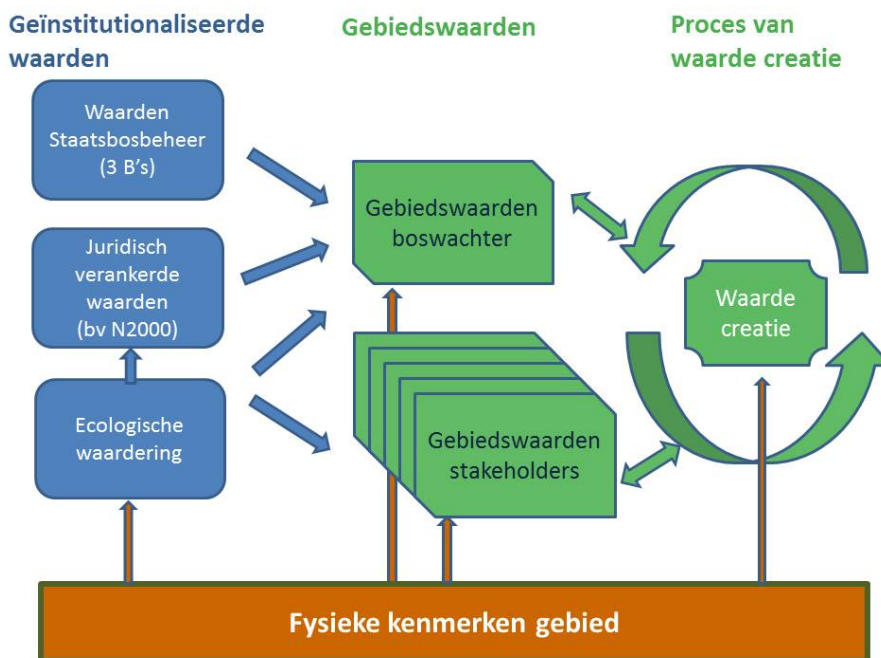 Geïnstitutionaliseerde
waarden
Gebiedswaarden
Proces van
waarde creatie
Waarden
Staatsbosbeheer
(3 B’s)
Juridisch
verankerde
waarden
(bv N2000)
Ecologische
waardering
Gebiedswaarden
boswachter
Gebiedswaarden
stakeholders
Waarde
creatie
Fysieke kenmerken gebied